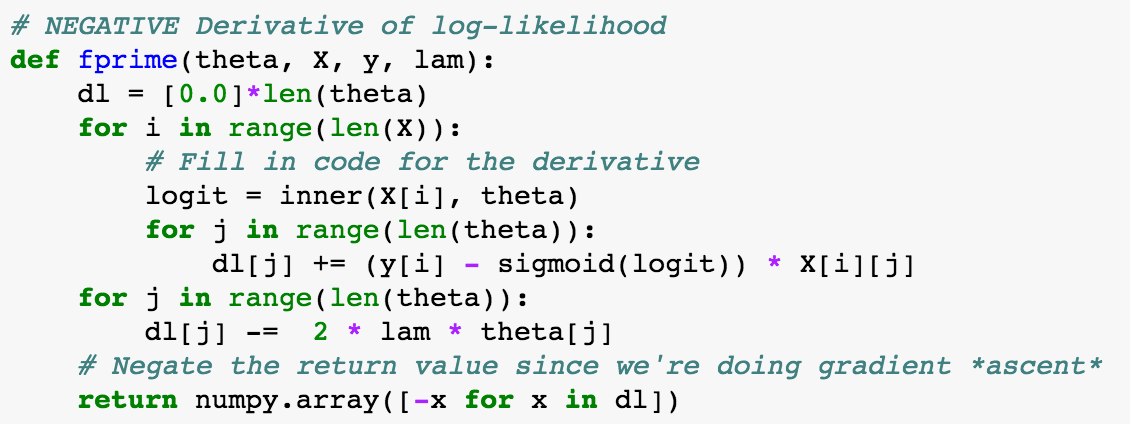 # NEGATIVE Derivative of log-likelihood
def fprime(theta, X, y, lam):
    dl = [0.0]*len(theta)
    for i in range(len(X)):
        # Fill in code for the derivative
        logit = inner(X[i], theta)
        for j in range(len(theta)):
            dl[j] += (y[i] - sigmoid(logit)) * X[i][j]
    for j in range(len(theta)):
        dl[j] -=  2 * lam * theta[j]
    # Negate the return value since we're doing gradient *ascent*
    return numpy.array([-x for x in dl])